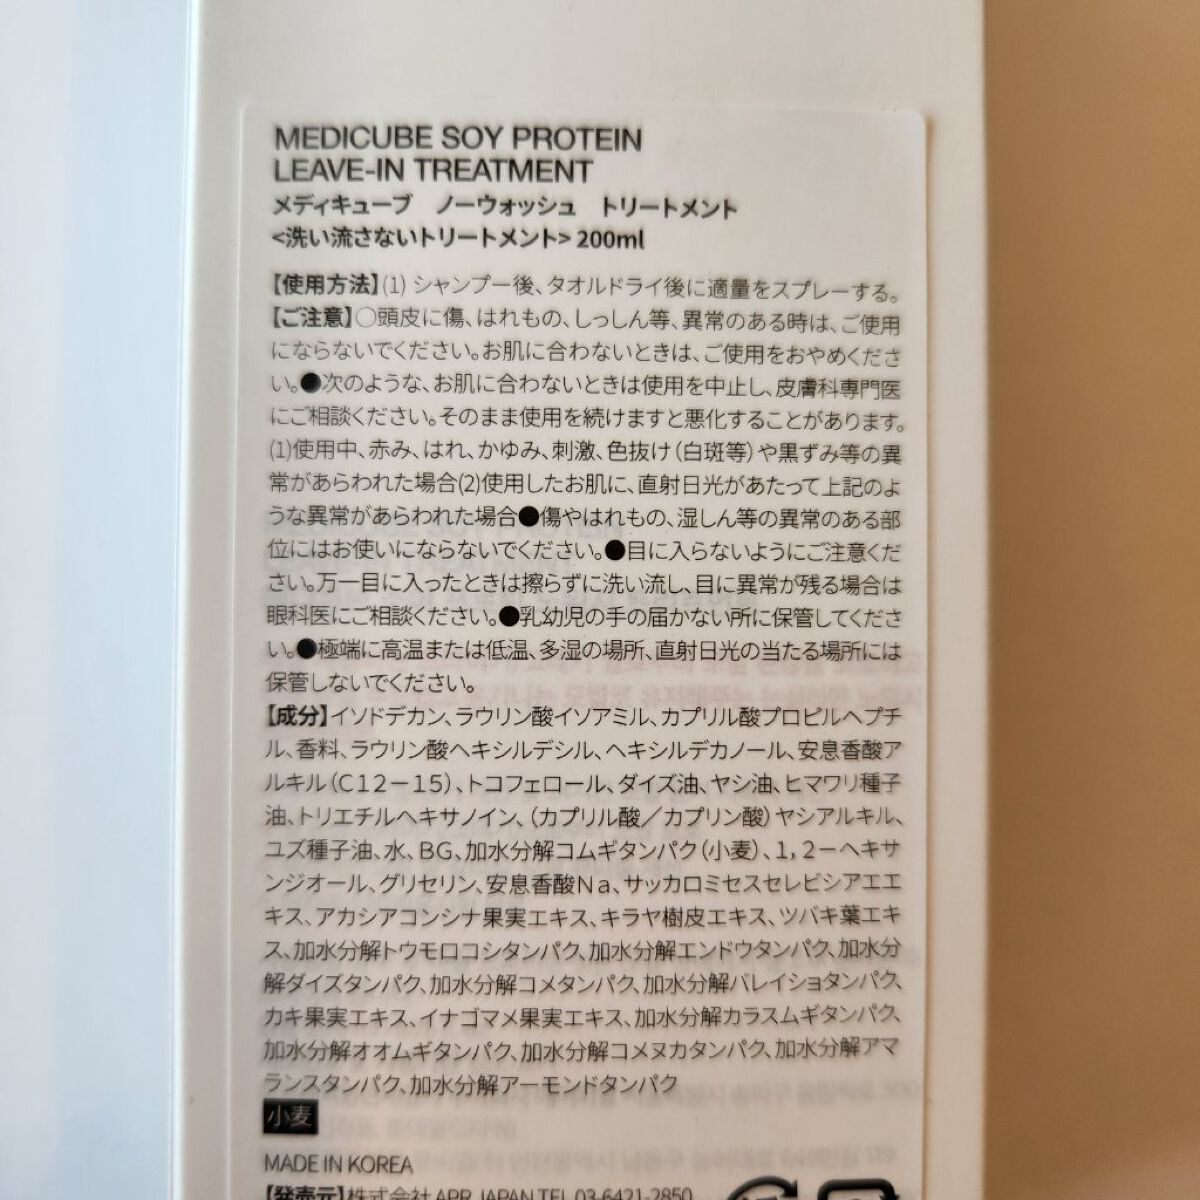 MEDICUBE SOY PROTEIN
LEAVE-IN TREATMENT
メディキューブ　ノーウォッシュ　トリートメント
<洗い流さないトリートメント> 200ml
【使用方法】(1) シャンプー後、タオルドライ後に適量をスプレーする。
【ご注意】○頭皮に傷、はれもの、しっしん等、異常のある時は、ご使用
にならないでください。お肌に合わないときは、ご使用をおやめくださ
い。●次のような、お肌に合わないときは使用を中止し、皮膚科専門医
にご相談ください。そのまま使用を続けますと悪化することがあります。
(1)使用中、赤み、はれ、かゆみ、刺激、色抜け（白斑等）や黒ずみ等の異
常があらわれた場合(2)使用したお肌に、直射日光があたって上記のよ
うな異常があらわれた場合●傷やはれもの、湿しん等の異常のある部
位にはお使いにならないでください。●目に入らないようにご注意くだ
さい。万一目に入ったときは擦らずに洗い流し、目に異常が残る場合は
眼科医にご相談ください。●乳幼児の手の届かない所に保管してくださ
い。●極端に高温または低温、多湿の場所、直射日光の当たる場所には
保管しないでください。
【成分】イソドデカン、ラウリン酸イソアミル、カプリル酸プロピルヘプチ
ル、香料、ラウリン酸ヘキシルデシル、ヘキシルデカノール、安息香酸ア
ルキル（C12－15）、トコフェロール、ダイズ油、ヤシ油、ヒマワリ種子
油、トリエチルヘキサノイン、（カプリル酸／カプリン酸）ヤシアルキル、
ユズ種子油、水、BG、加水分解コムギタンパク（小麦）、1，2－ヘキサ
ンジオール、グリセリン、安息香酸Na、サッカロミセスセレビシアエエ
キス、アカシアコンシナ果実エキス、キラヤ樹皮エキス、ツバキ葉エキ
ス、加水分解トウモロコシタンパク、加水分解エンドウタンパク、加水分
解ダイズタンパク、加水分解コメタンパク、加水分解バレイショタンパク、
カキ果実エキス、イナゴマメ果実エキス、加水分解カラスムギタンパク、
加水分解オオムギタンパク、加水分解コメヌカタンパク、加水分解アマ
ランスタンパク、加水分解アーモンドタンパク
小麦
MADE IN KOREA
【発売元】株式会社 APR JAPAN TEL 03-6421-2850